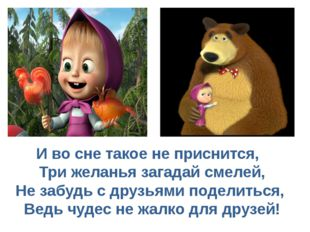 И во сне такое не приснится,
Три желанья загадай смелей,
Не забудь с друзьями поделиться,
Ведь чудес не жалко для друзей!